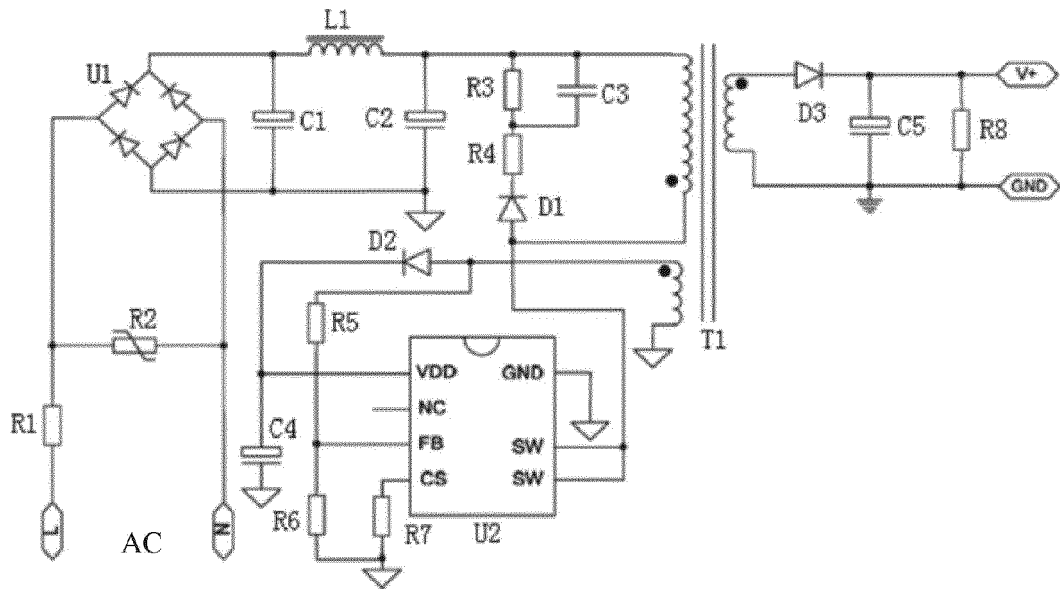 L1
U1
C1
C2
R3
C3
R4
D1
D3
V+
C5
R8
GND
D2
R2
R5
T1
R1
VDD
GND
NC
C4
FB
SW
CS
SW
R6
R7
U2
L
AC
N